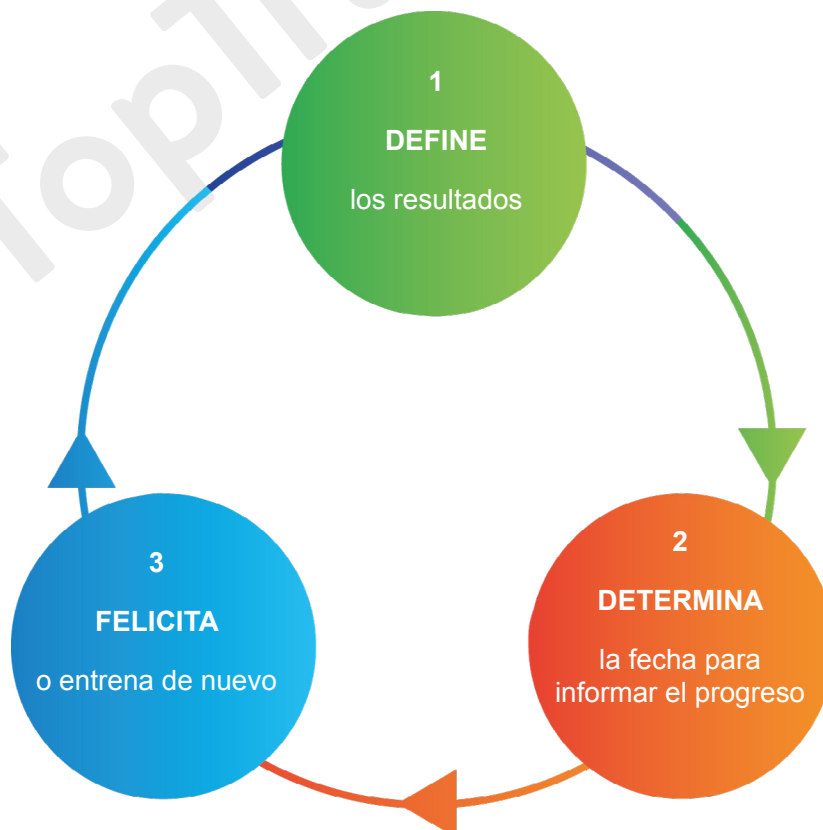 1
DEFINE
los resultados
2
DETERMINA
la fecha para
informar el progreso
3
FELICITA
o entrena de nuevo